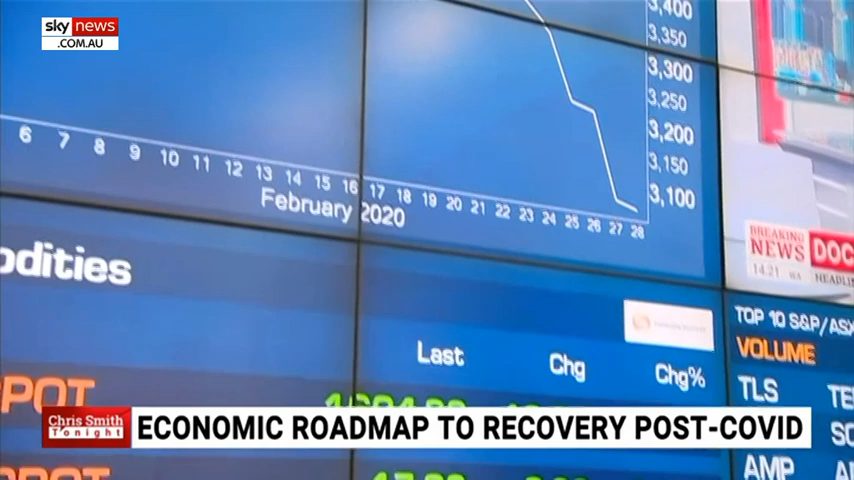 sky news
.COM.AU
3,400
3,350
3,300
3,250
3,200
3,150
3,100
6 7 8 9 10 11 12 13 14 15 16 17 18 19 20 21 22 23 24 25 26 27 28
February 2020
BREAKING
NEWS
14:21
DOC
HEADLIN
odities
TOP 10 S&P/ASX
VOLUME
Last Chg Chg%
TLS
POT
AMP
Chris Smith
Tonight
ECONOMIC ROADMAP TO RECOVERY POST-COVID